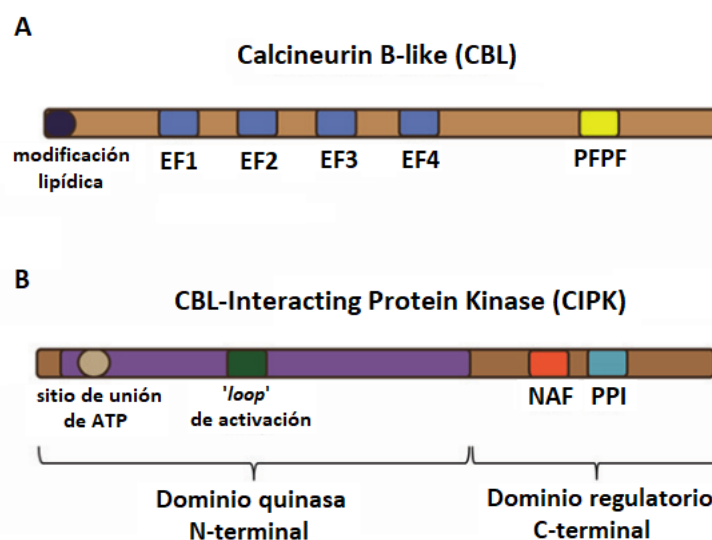 A
Calcineurin B-like (CBL)
modificación
lipídica
EF1 EF2 EF3 EF4 PFPF
B
CBL-Interacting Protein Kinase (CIPK)
sitio de unión
de ATP
'loop'
de activación
NAF PPI
Dominio quinasa
N-terminal
Dominio regulatorio
C-terminal